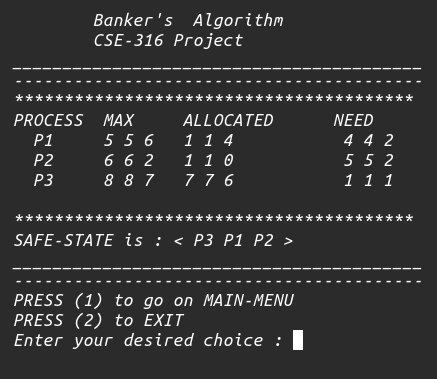 Banker's  Algorithm
CSE-316 Project
_________________________________________
-----------------------------------------
****************************************
PROCESS  MAX     ALLOCATED      NEED
P1     5 5 6   1 1 4           4 4 2
P2     6 6 2   1 1 0           5 5 2
P3     8 8 7   7 7 6           1 1 1
****************************************
SAFE-STATE is : < P3 P1 P2 >
_________________________________________
-----------------------------------------
PRESS (1) to go on MAIN-MENU
PRESS (2) to EXIT
Enter your desired choice :